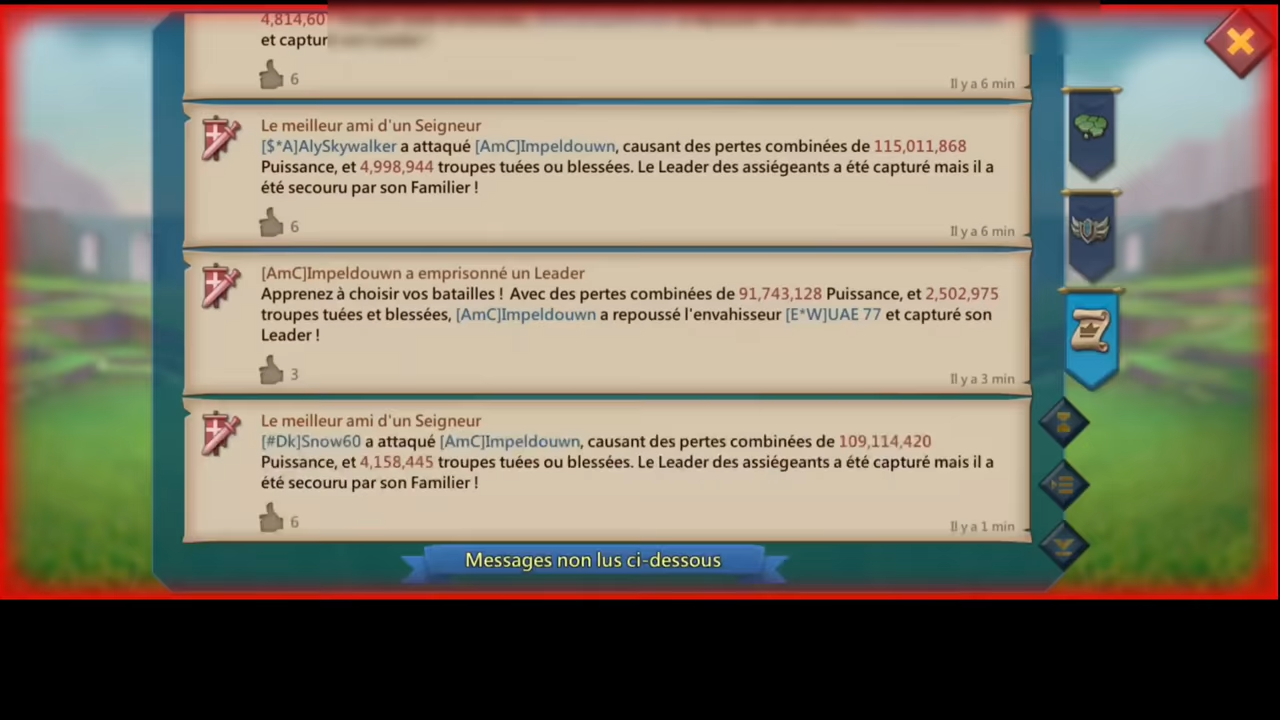 4,814,60
et captur
6
Il y a 6 min
Le meilleur ami d'un Seigneur
[$*A]AlySkywalker a attaqué [AmC]Impeldouwn, causant des pertes combinées de 115,011,868
Puissance, et 4,998,944 troupes tuées ou blessées. Le Leader des assiégeants a été capturé mais il a
été secouru par son Familier !
6
Il y a 6 min
[AmC]Impeldouwn a emprisonné un Leader
Apprenez à choisir vos batailles ! Avec des pertes combinées de 91,743,128 Puissance, et 2,502,975
troupes tuées et blessées, [AmC]Impeldouwn a repoussé l'envahisseur [E*W]UAE 77 et capturé son
Leader !
3
Il y a 3 min
Le meilleur ami d'un Seigneur
[#Dk]Snow60 a attaqué [AmC]Impeldouwn, causant des pertes combinées de 109,114,420
Puissance, et 4,158,445 troupes tuées ou blessées. Le Leader des assiégeants a été capturé mais il a
été secouru par son Familier !
6
Il y a 1 min
Messages non lus ci-dessous